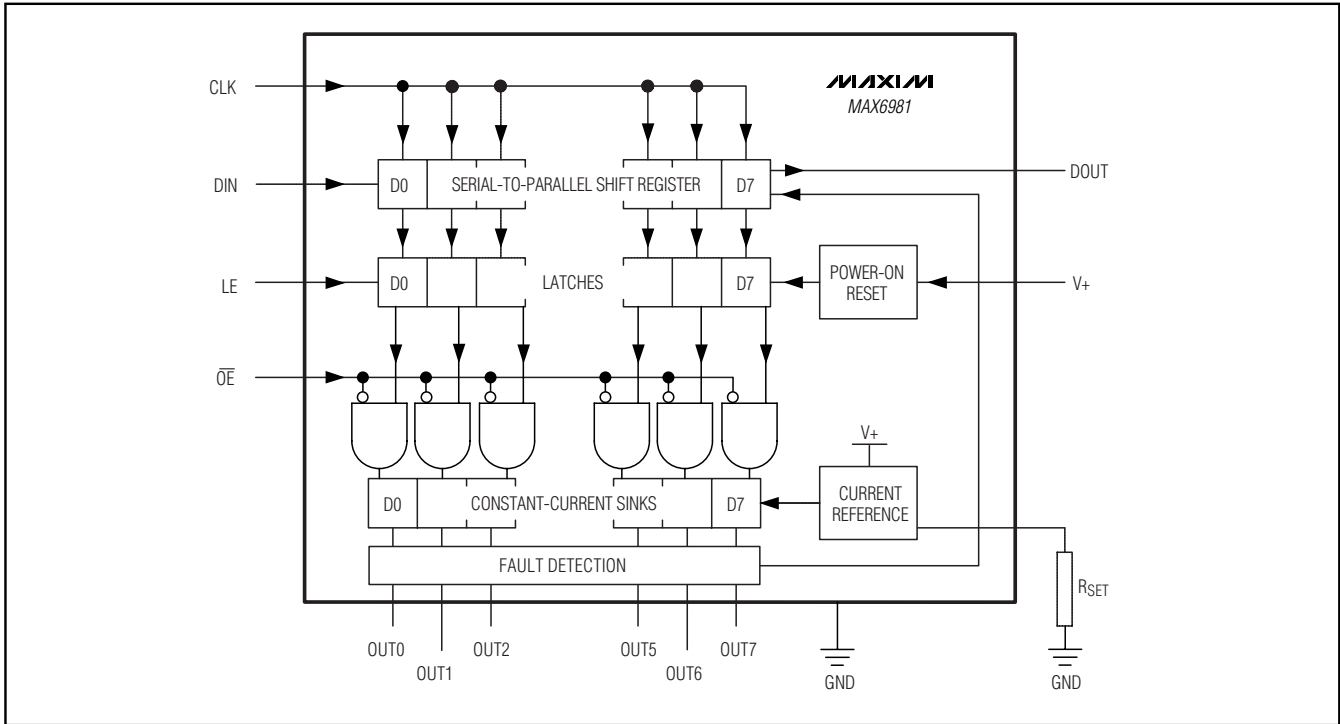 MAXIM
MAX6981
CLK
DIN
D0
SERIAL-TO-PARALLEL SHIFT REGISTER
D7
DOUT
LE
D0
LATCHES
D7
POWER-ON
RESET
V+
OE
V+
D0
CONSTANT-CURRENT SINKS
D7
CURRENT
REFERENCE
FAULT DETECTION
RSET
OUT0
OUT1
OUT2
OUT5
OUT6
OUT7
GND
GND